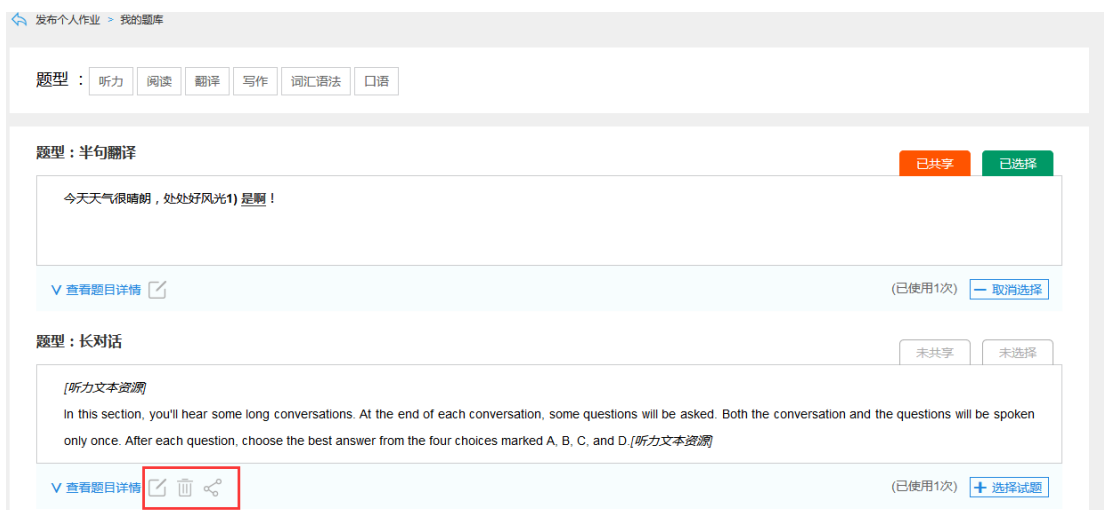 发布个人作业 > 我的题库
题型 : 听力 阅读 翻译 写作 词汇语法 口语
题型：半句翻译
已共享 已选择
今天天气很晴朗，处处好风光1) 是啊！
查看题目详情 (已使用1次) 取消选择
题型：长对话
未共享 未选择
[听力文本资源]
In this section, you'll hear some long conversations. At the end of each conversation, some questions will be asked. Both the conversation and the questions will be spoken
only once. After each question, choose the best answer from the four choices marked A, B, C, and D.[听力文本资源]
查看题目详情 (已使用1次) 选择试题